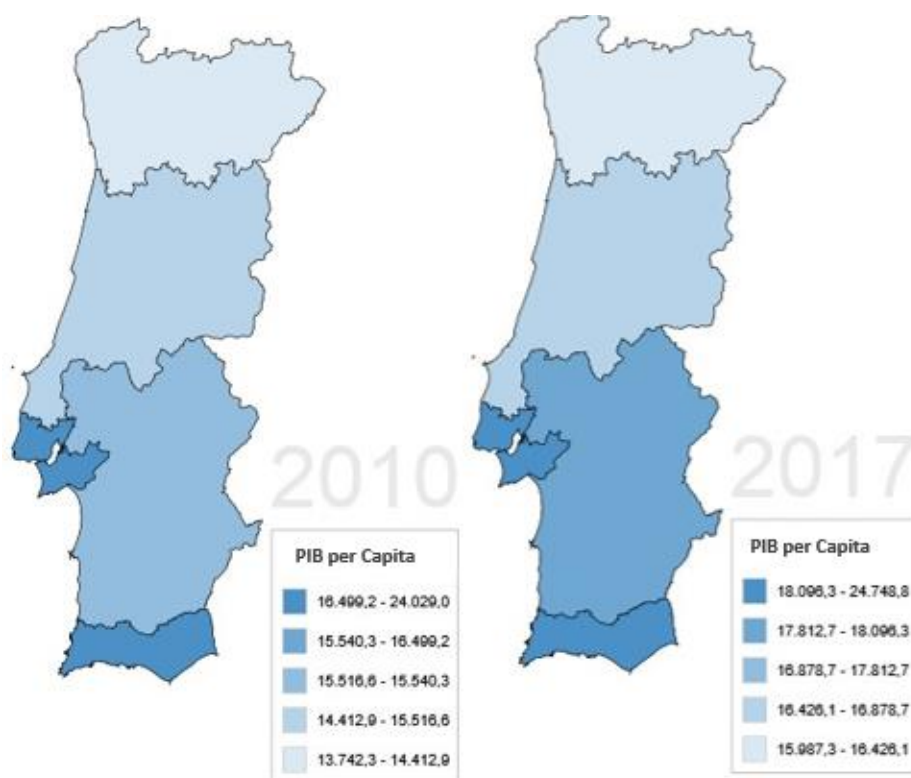 2010
PIB per Capita
16.499,2 - 24.029,0
15.540,3 - 16.499,2
15.516,6 - 15.540,3
14.412,9 - 15.516,6
13.742,3 - 14.412,9
2017
PIB per Capita
18.096,3 - 24.748,8
17.812,7 - 18.096,3
16.878,7 - 17.812,7
16.426,1 - 16.878,7
15.987,3 - 16.426,1